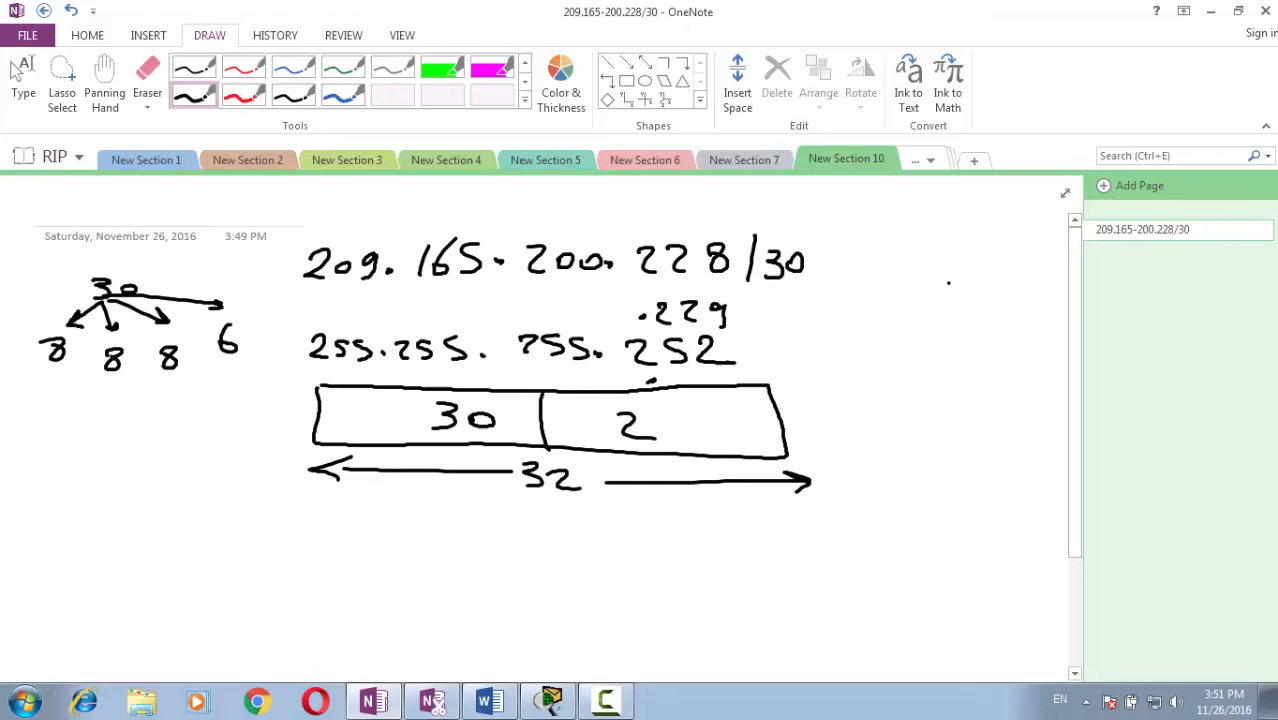 209.165-200.228/30 - OneNote
?
FILE HOME INSERT DRAW HISTORY REVIEW VIEW
Sign in
Type
Lasso Select
Panning Hand
Eraser
Color & Thickness
Insert Space
Delete
Arrange
Rotate
Ink to Text
Ink to Math
Tools
Shapes
Edit
Convert
RIP
New Section 1
New Section 2
New Section 3
New Section 4
New Section 5
New Section 6
New Section 7
New Section 10
...
Search (Ctrl+E)
Add Page
209.165-200.228/30
Saturday, November 26, 2016 3:49 PM
209.165.200.228/30
30
.229
8 8 8 6
255.255.255.252
30 2
32
EN
3:51 PM
11/26/2016